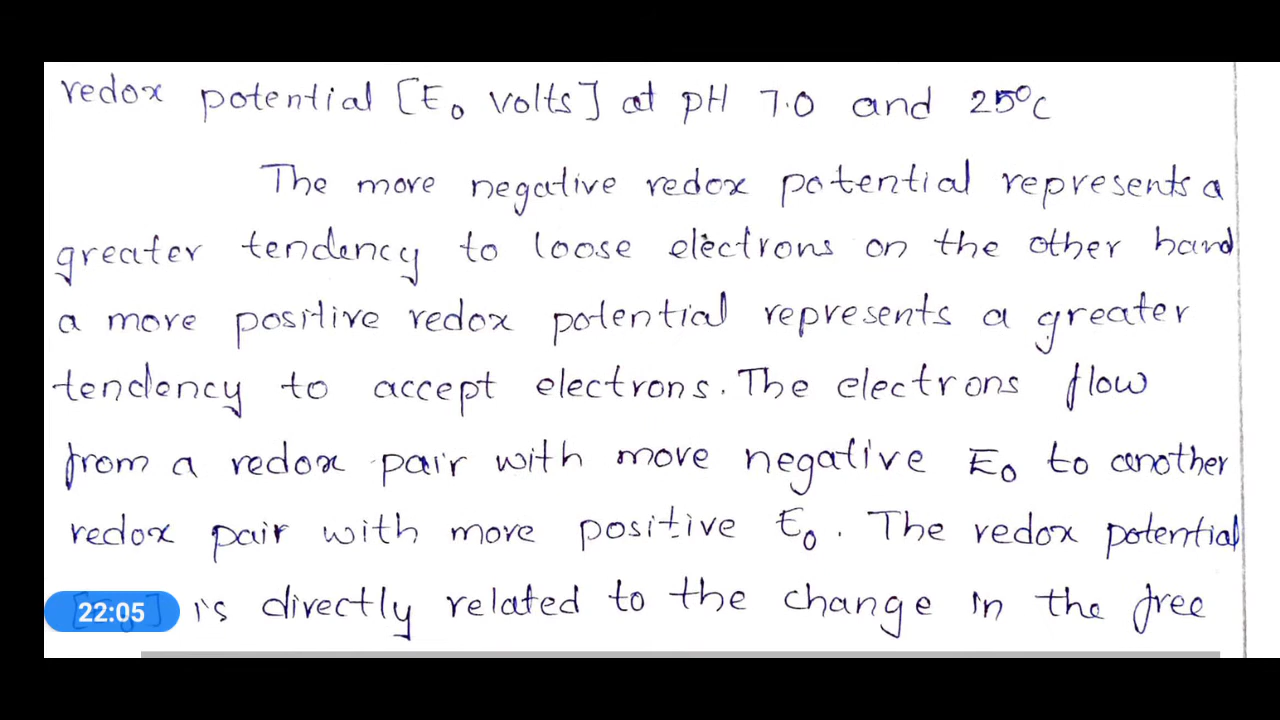 redox potential [E₀ volts] at pH 7.0 and 25°C
The more negative redox potential represents a
greater tendency to loose electrons on the other hand
a more positive redox potential represents a greater
tendency to accept electrons. The electrons flow
from a redox pair with more negative E₀ to another
redox pair with more positive E₀. The redox potential
22:05 is directly related to the change in the free